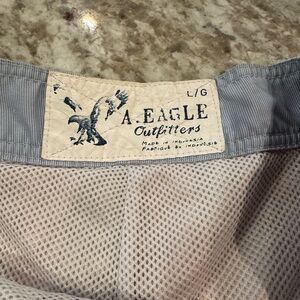 L/G
A.EAGLE
Outfitters
MADE IN INDONESIA
FABRIQUE EN INDONESIE